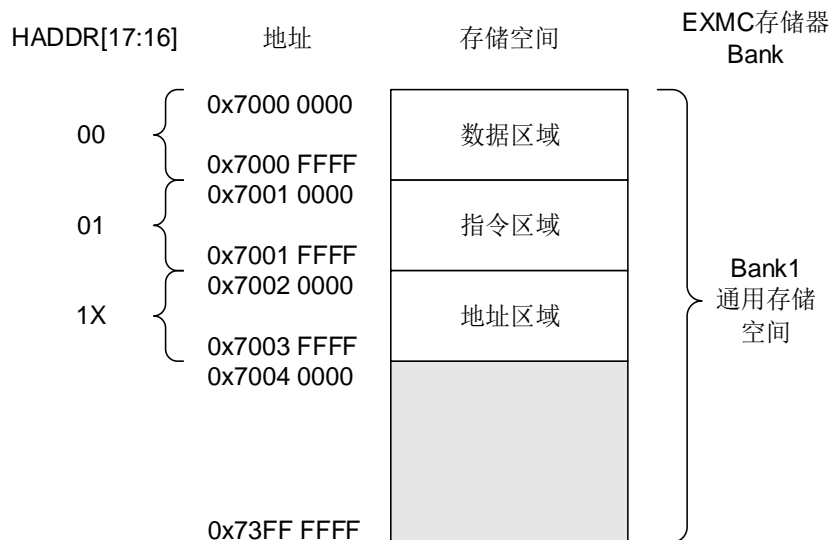 HADDR[17:16]
地址
存储空间
EXMC存储器
Bank
00
0x7000 0000
0x7000 FFFF
数据区域
01
0x7001 0000
0x7001 FFFF
指令区域
1X
0x7002 0000
0x7003 FFFF
地址区域
0x7004 0000
0x73FF FFFF
Bank1
通用存储
空间